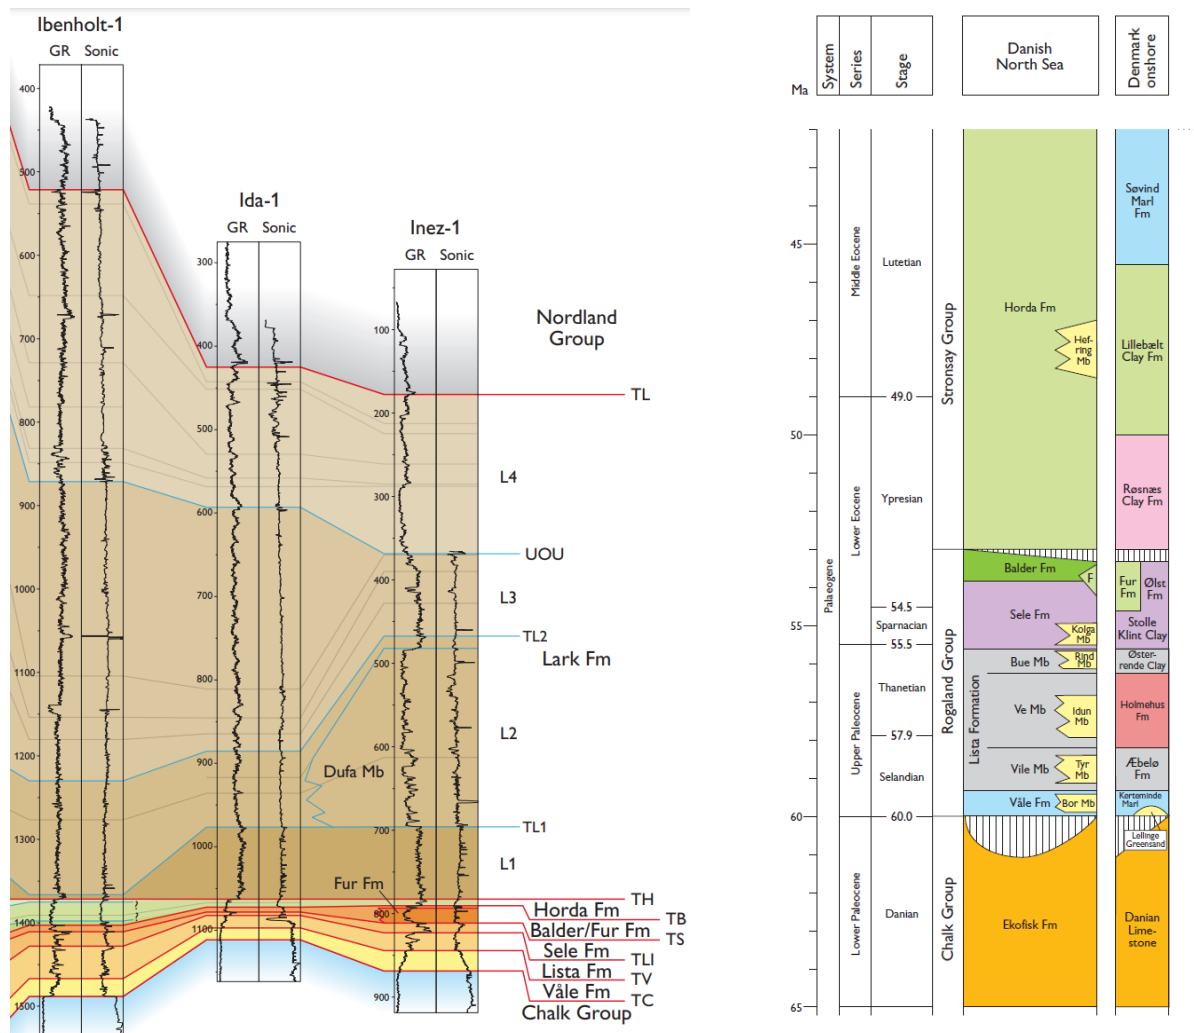 Ibenholt-1
GR Sonic
400
500
600
700
800
900
1000
1100
1200
1300
1400
1500
Ida-1
GR Sonic
300
400
500
600
700
800
900
1000
1100
Inez-1
GR Sonic
100
200
300
400
500
600
700
800
900
Nordland
Group
TL
L4
UOU
L3
TL2
Lark Fm
L2
Dufa Mb
TL1
L1
Fur Fm
TH
Horda Fm
TB
Balder/Fur Fm
TS
Sele Fm
TLI
Lista Fm
TV
Våle Fm
TC
Chalk Group
Ma
System
Series
Stage
Danish
North Sea
Denmark
onshore
45
50
55
60
65
Palaeogene
Middle Eocene
Lower Eocene
Upper Paleocene
Lower Paleocene
Lutetian
49.0
Ypresian
54.5
Sparnacian
55.5
Thanetian
57.9
Selandian
60.0
Danian
Stronsay Group
Rogaland Group
Chalk Group
Horda Fm
Hef-
ring
Mb
Balder Fm
F
Sele Fm
Kolga
Mb
Lista Formation
Bue Mb
Rind
Mb
Ve Mb
Idun
Mb
Vile Mb
Tyr
Mb
Våle Fm
Bor Mb
Ekofisk Fm
Søvind
Marl
Fm
Lillebælt
Clay Fm
Røsnæs
Clay Fm
Fur
Fm
Ølst
Fm
Stolle
Klint Clay
Øster-
rende Clay
Holmehus
Fm
Æbelø
Fm
Kerteminde
Marl
Lellinge
Greensand
Danian
Lime-
stone